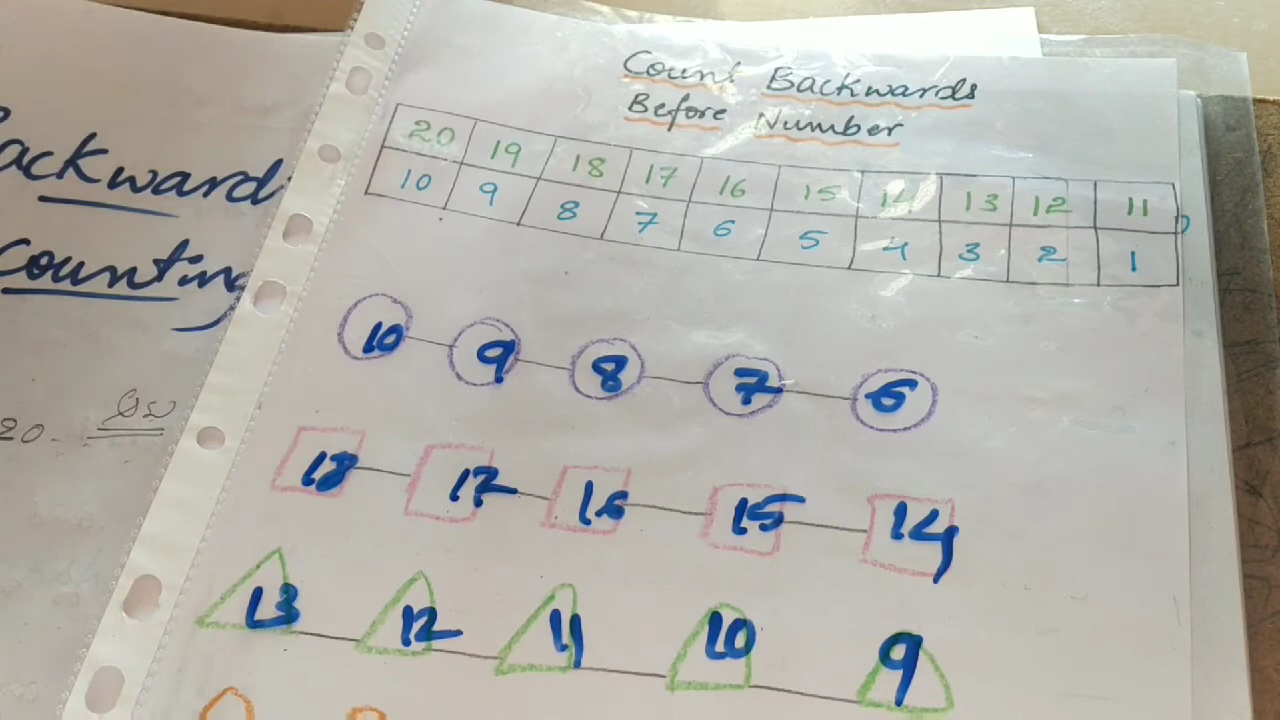 Count Backwards
Before Number
20 19 18 17 16 15 14 13 12 11
10 9 8 7 6 5 4 3 2 1
10 9 8 7 6
18 17 16 15 14
13 12 11 10 9
ackward
Counting
20-